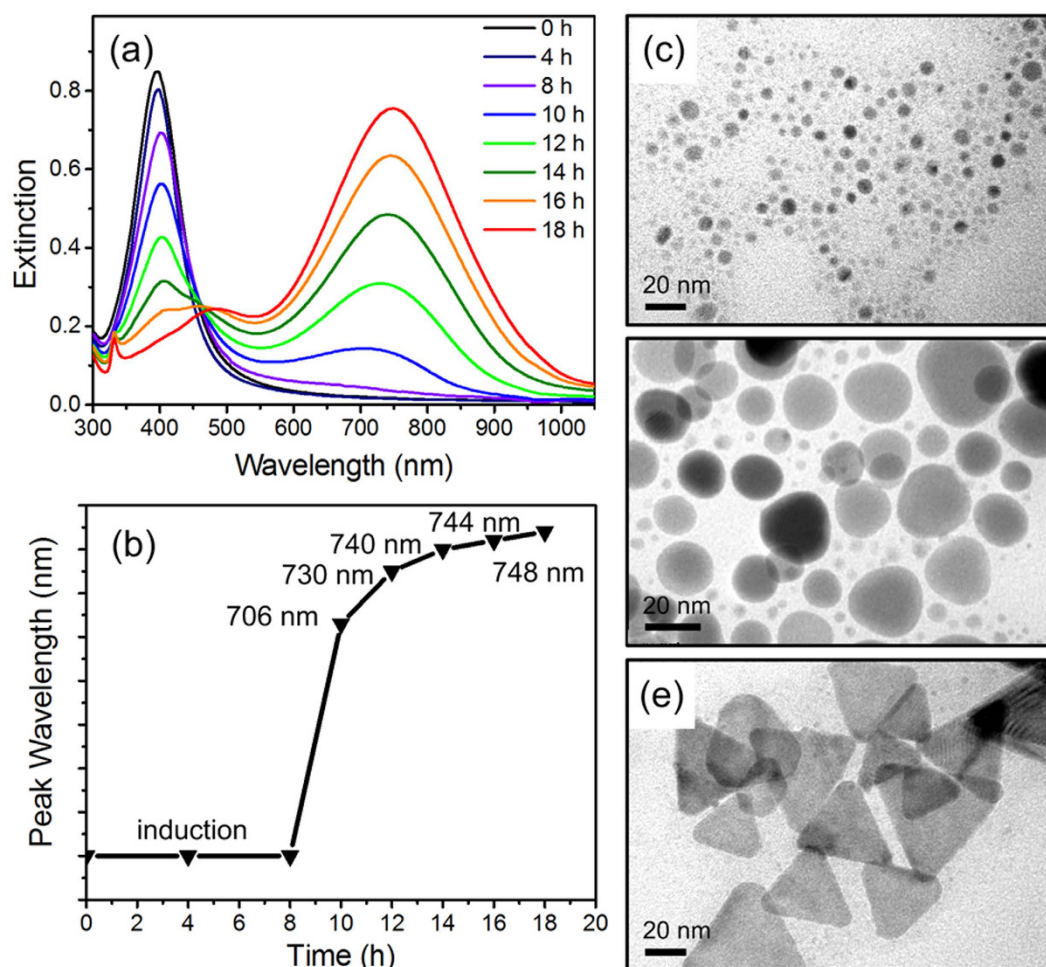 (a)
0 h
4 h
8 h
10 h
12 h
14 h
16 h
18 h
Extinction
0.8
0.6
0.4
0.2
0.0
300 400 500 600 700 800 900 1000
Wavelength (nm)
(b)
744 nm
740 nm
730 nm
748 nm
706 nm
induction
Peak Wavelength (nm)
0 2 4 6 8 10 12 14 16 18 20
Time (h)
(c)
20 nm
20 nm
(e)
20 nm